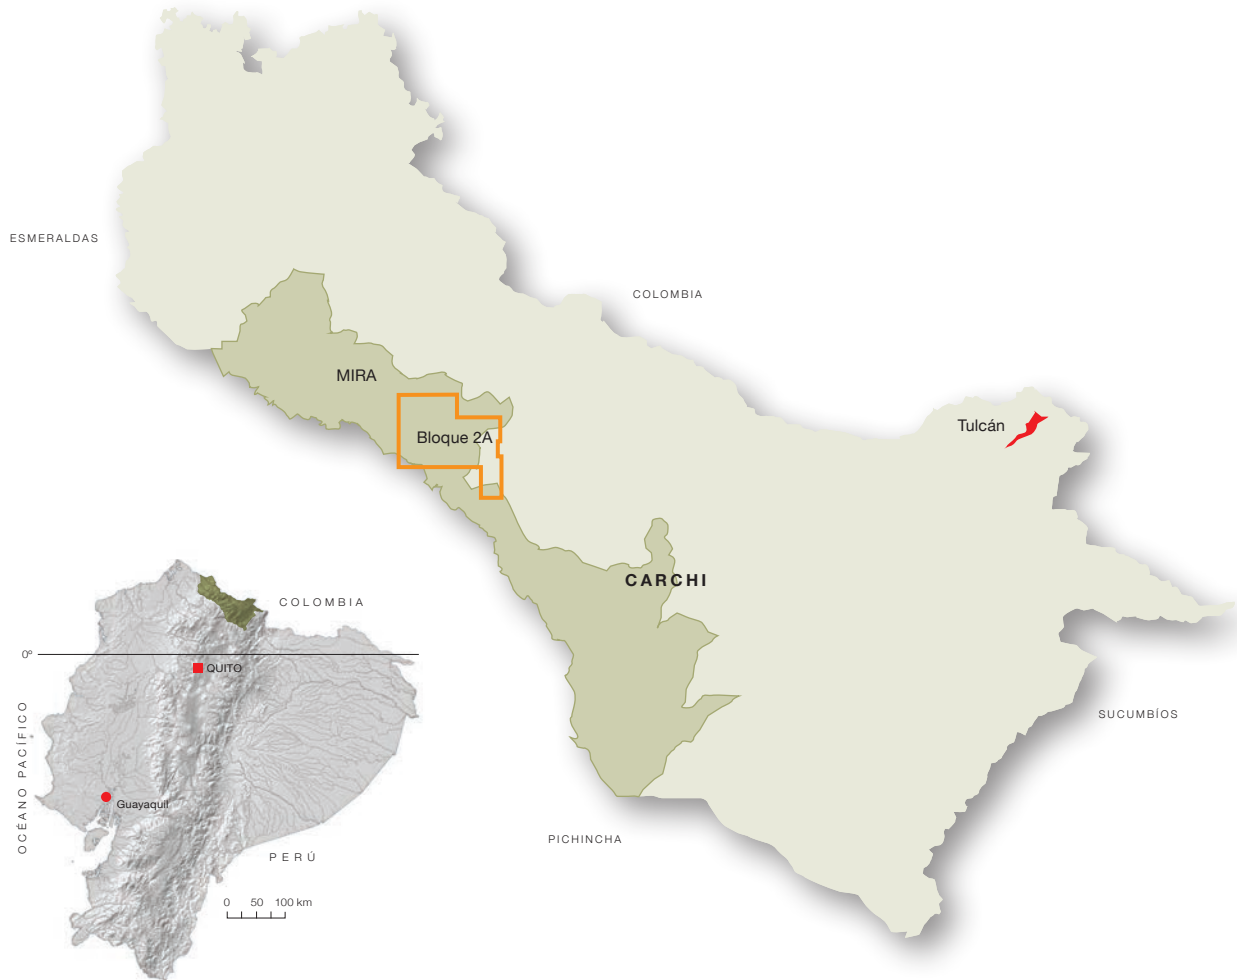 ESMERALDAS
COLOMBIA
MIRA
Bloque 2A
Tulcán
CARCHI
SUCUMBÍOS
PICHINCHA
COLOMBIA
0º
QUITO
OCÉANO PACÍFICO
Guayaquil
PERÚ
0 50 100 km